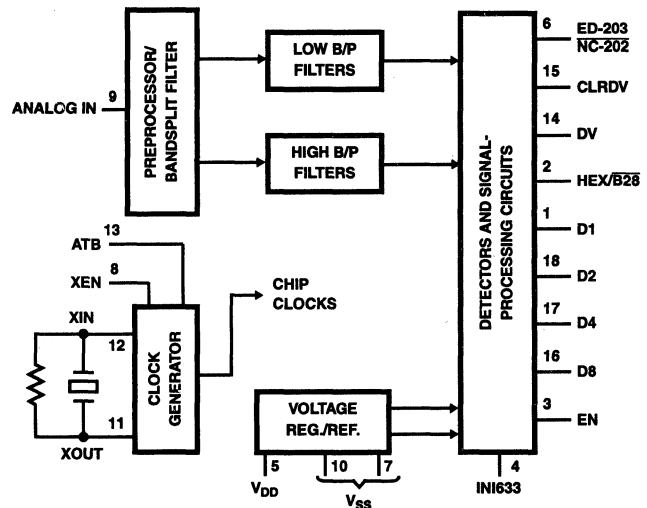 PREPROCESSOR/
BANDSPLIT FILTER
ANALOG IN
9
LOW B/P
FILTERS
HIGH B/P
FILTERS
DETECTORS AND SIGNAL-
PROCESSING CIRCUITS
6
ED-203
NC-202
15
CLRDV
14
DV
2
HEX/B28
1
D1
18
D2
17
D4
16
D8
3
EN
4
INI633
13
ATB
8
XEN
XIN
12
CLOCK
GENERATOR
11
XOUT
CHIP
CLOCKS
VOLTAGE
REG./REF.
5
10
7
VDD
VSS